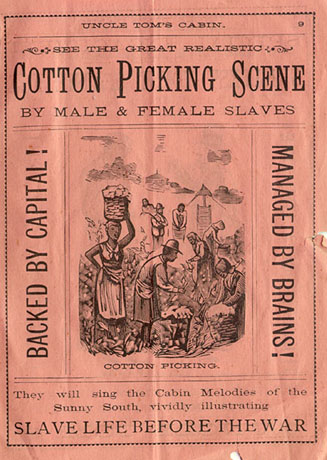 UNCLE TOM'S CABIN. 9
SEE THE GREAT REALISTIC
COTTON PICKING SCENE
BY MALE & FEMALE SLAVES
BACKED BY CAPITAL!
MANAGED BY BRAINS!
COTTON PICKING.
They will sing the Cabin Melodies of the
Sunny South, vividly illustrating
SLAVE LIFE BEFORE THE WAR